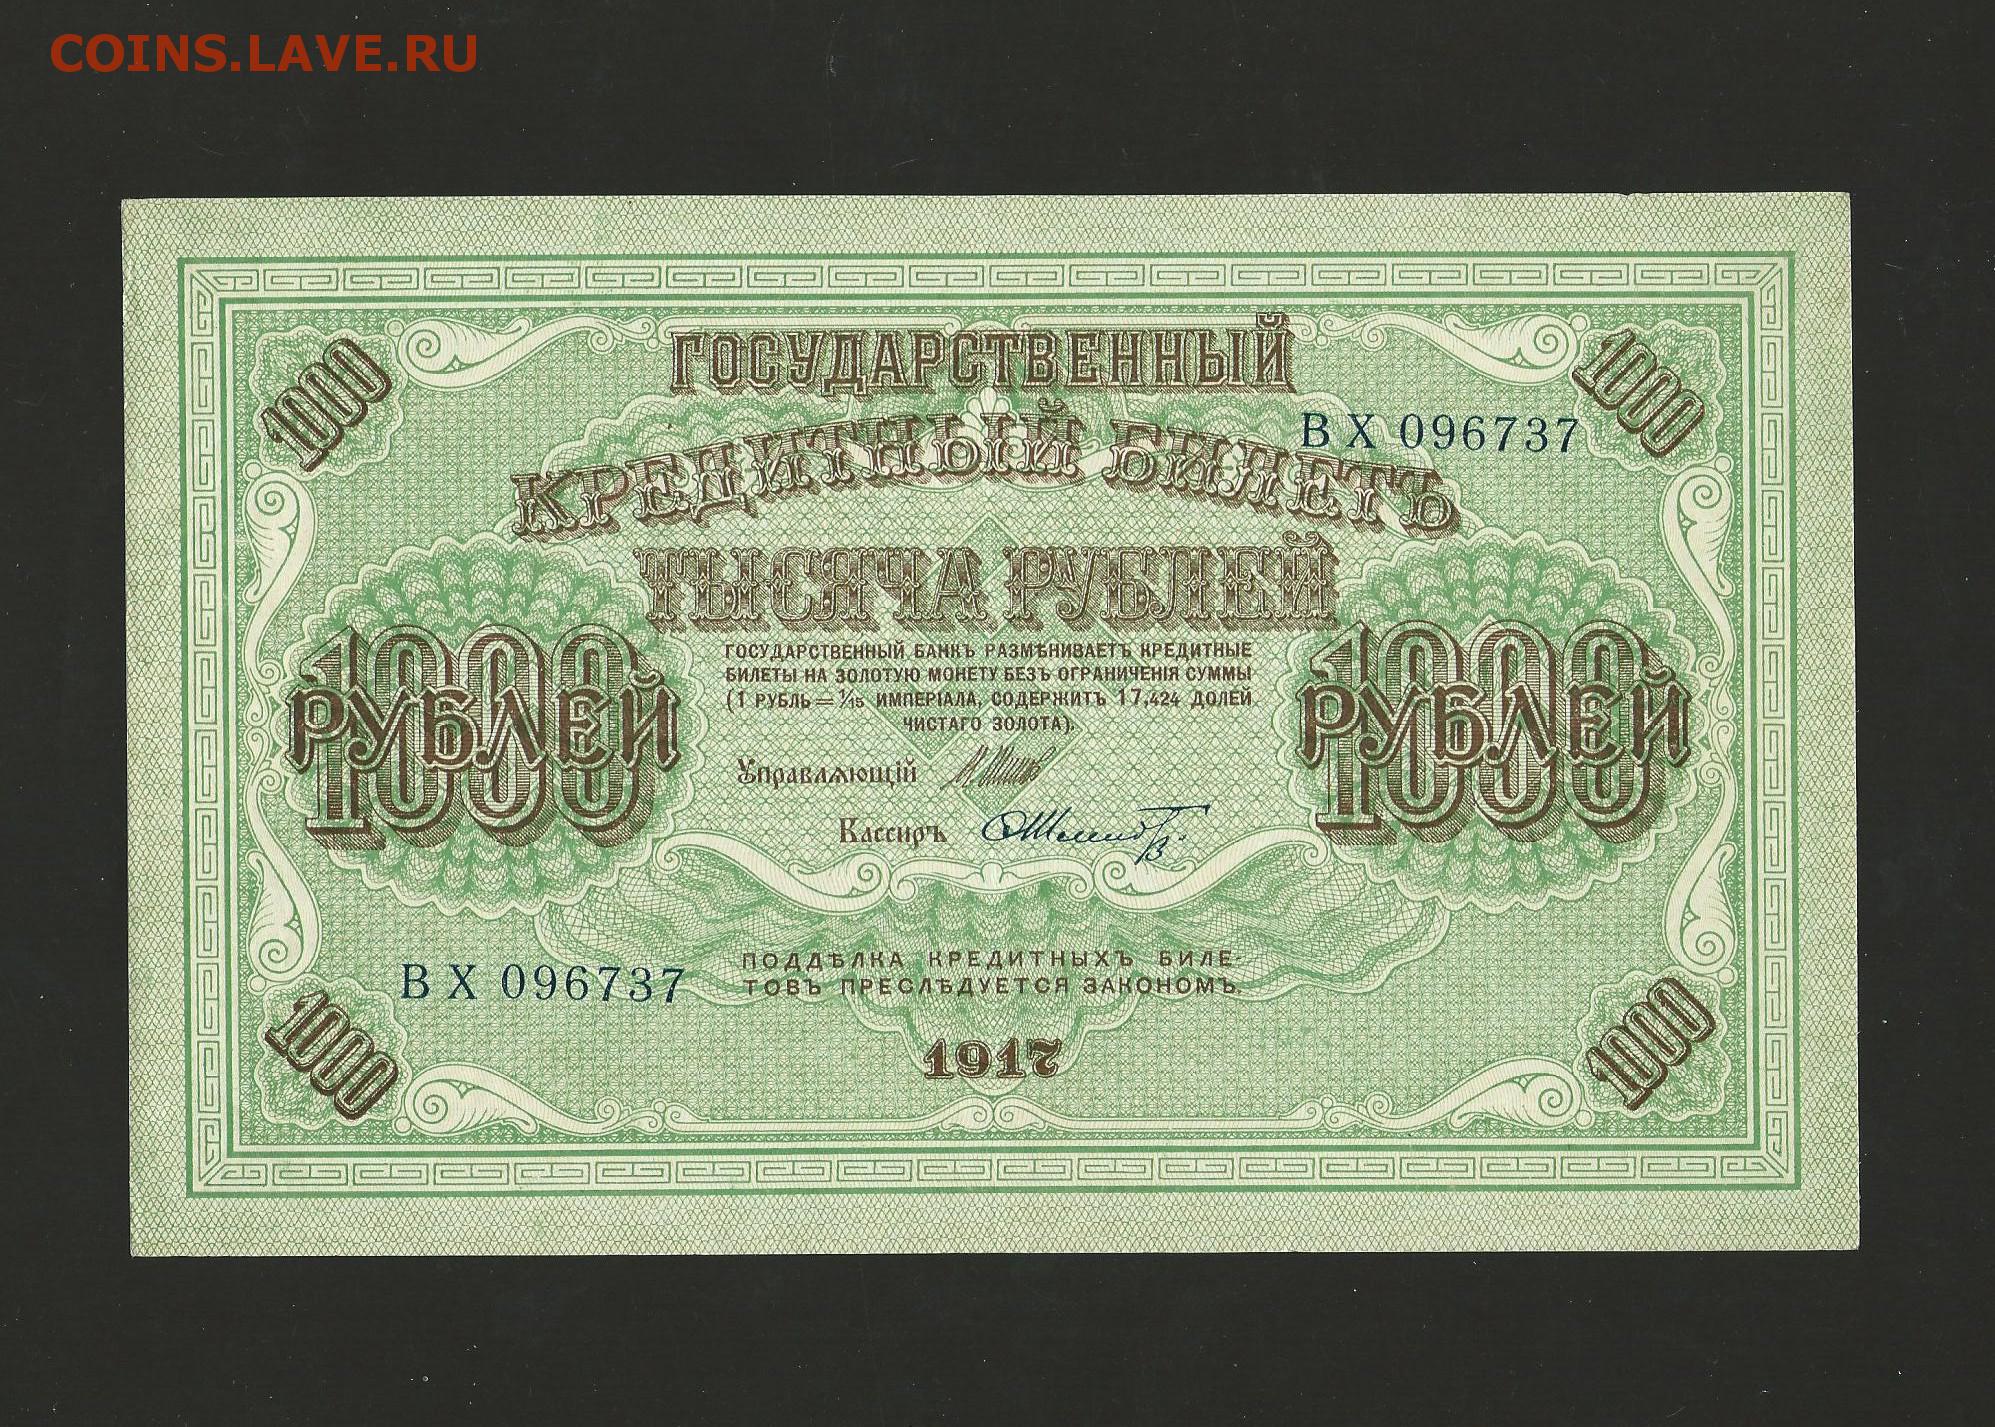 COINS.LAVE.RU
ГОСУДАРСТВЕННЫЙ
1000
1000
КРЕДИТНЫЙ БИЛЕТЪ
ВХ 096737
ТЫСЯЧА РУБЛЕЙ
1000
РУБЛЕЙ
ГОСУДАРСТВЕННЫЙ БАНКЪ РАЗМѢНИВАЕТЪ КРЕДИТНЫЕ
БИЛЕТЫ НА ЗОЛОТУЮ МОНЕТУ БЕЗЪ ОГРАНИЧЕНІЯ СУММЫ
(1 РУБЛЬ = 1/15 ИМПЕРІАЛА, СОДЕРЖИТЪ 17,424 ДОЛЕЙ
ЧИСТАГО ЗОЛОТА).
1000
РУБЛЕЙ
Управляющій
Кассиръ
ПОДДѢЛКА КРЕДИТНЫХЪ БИЛЕ-
ТОВЪ ПРЕСЛѢДУЕТСЯ ЗАКОНОМЪ.
ВХ 096737
1917
1000
1000